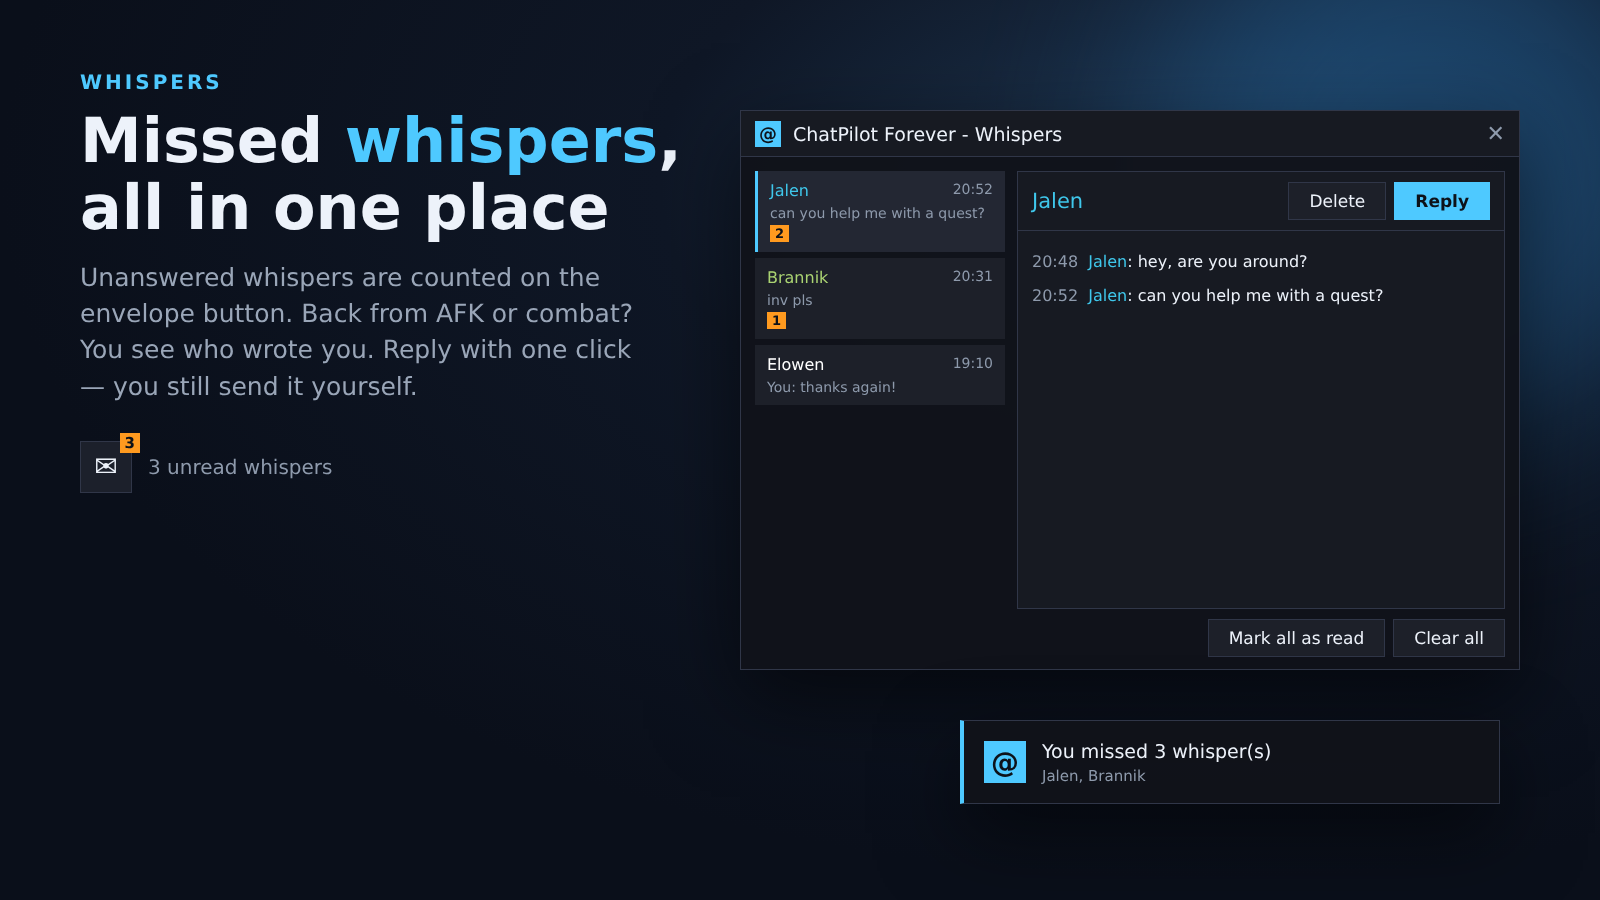 WHISPERS
Missed whispers,
all in one place
Unanswered whispers are counted on the
envelope button. Back from AFK or combat?
You see who wrote you. Reply with one click
— you still send it yourself.
3
3 unread whispers
@ ChatPilot Forever - Whispers ✕
Jalen 20:52
can you help me with a quest?
2
Brannik 20:31
inv pls
1
Elowen 19:10
You: thanks again!
Jalen Delete Reply
20:48 Jalen: hey, are you around?
20:52 Jalen: can you help me with a quest?
Mark all as read Clear all
@ You missed 3 whisper(s)
Jalen, Brannik